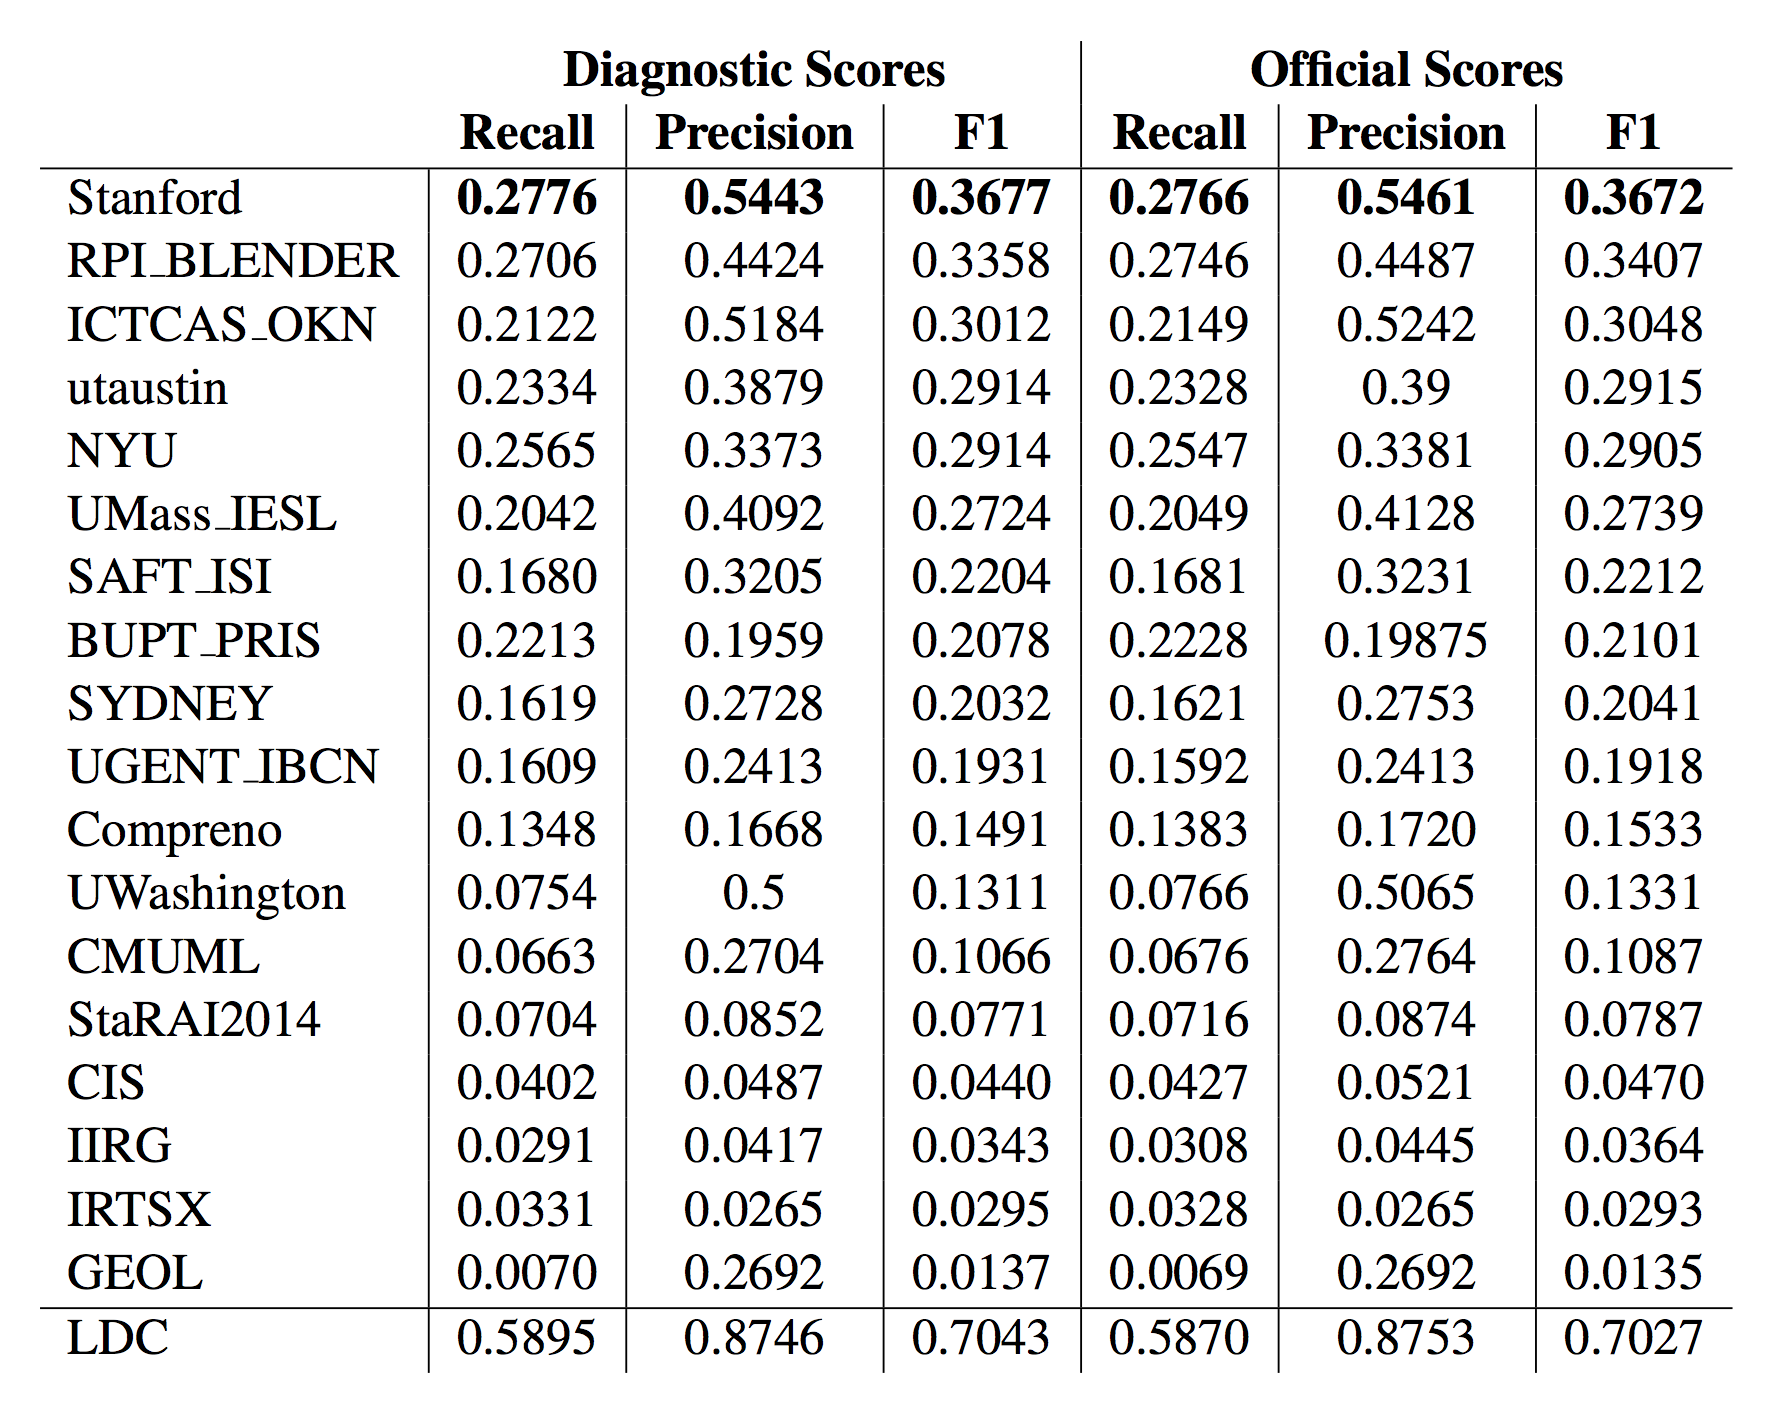 Diagnostic Scores Official Scores
Recall Precision F1 Recall Precision F1
Stanford 0.2776 0.5443 0.3677 0.2766 0.5461 0.3672
RPI_BLENDER 0.2706 0.4424 0.3358 0.2746 0.4487 0.3407
ICTCAS_OKN 0.2122 0.5184 0.3012 0.2149 0.5242 0.3048
utaustin 0.2334 0.3879 0.2914 0.2328 0.39 0.2915
NYU 0.2565 0.3373 0.2914 0.2547 0.3381 0.2905
UMass_IESL 0.2042 0.4092 0.2724 0.2049 0.4128 0.2739
SAFT_ISI 0.1680 0.3205 0.2204 0.1681 0.3231 0.2212
BUPT_PRIS 0.2213 0.1959 0.2078 0.2228 0.19875 0.2101
SYDNEY 0.1619 0.2728 0.2032 0.1621 0.2753 0.2041
UGENT_IBCN 0.1609 0.2413 0.1931 0.1592 0.2413 0.1918
Compreno 0.1348 0.1668 0.1491 0.1383 0.1720 0.1533
UWashington 0.0754 0.5 0.1311 0.0766 0.5065 0.1331
CMUML 0.0663 0.2704 0.1066 0.0676 0.2764 0.1087
StaRAI2014 0.0704 0.0852 0.0771 0.0716 0.0874 0.0787
CIS 0.0402 0.0487 0.0440 0.0427 0.0521 0.0470
IIRG 0.0291 0.0417 0.0343 0.0308 0.0445 0.0364
IRTSX 0.0331 0.0265 0.0295 0.0328 0.0265 0.0293
GEOL 0.0070 0.2692 0.0137 0.0069 0.2692 0.0135
LDC 0.5895 0.8746 0.7043 0.5870 0.8753 0.7027